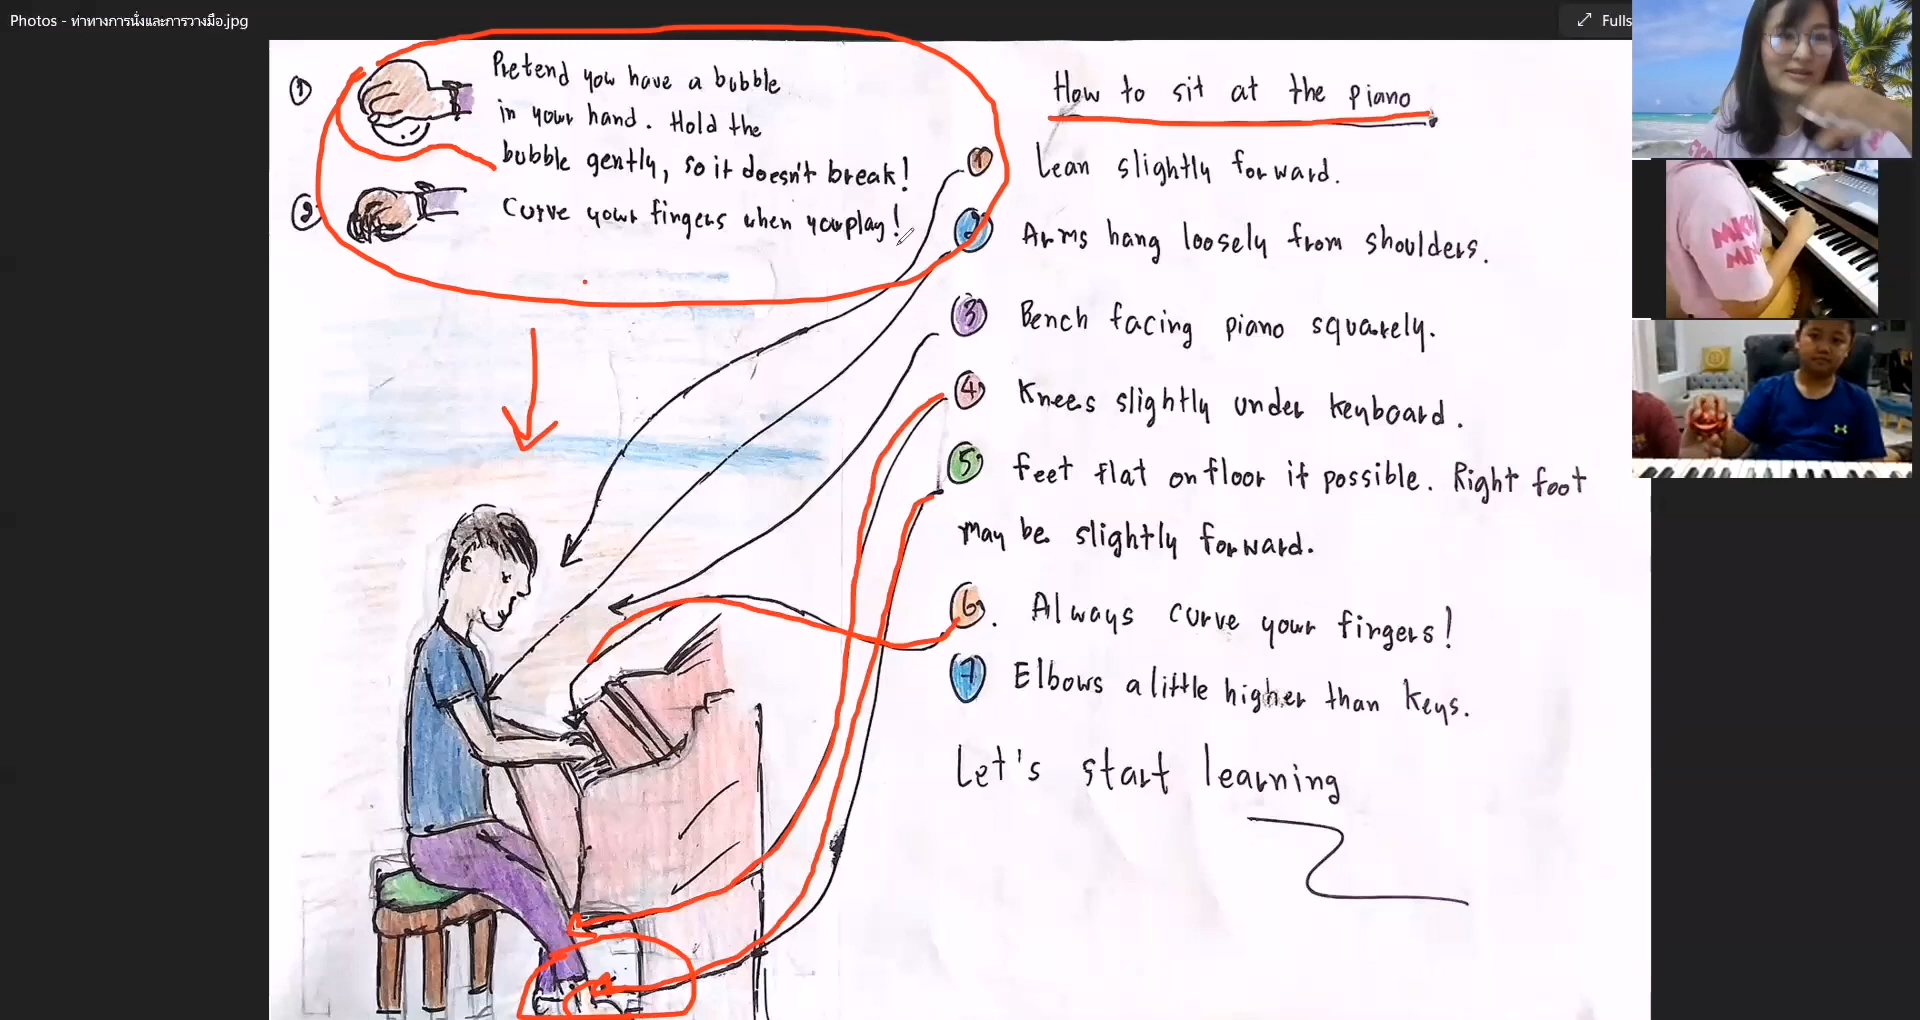 Photos - ท่าทางการนั่งและการวางมือ.jpg
Fulls
1
Pretend you have a bubble
in your hand. Hold the
bubble gently, so it doesn't break!
2
Curve your fingers when you play!
How to sit at the piano
1 Lean slightly forward.
2 Arms hang loosely from shoulders.
3 Bench facing piano squarely.
4 Knees slightly under keyboard.
5 Feet flat on floor if possible. Right foot
may be slightly forward.
6. Always curve your fingers!
7 Elbows a little higher than keys.
Let's start learning